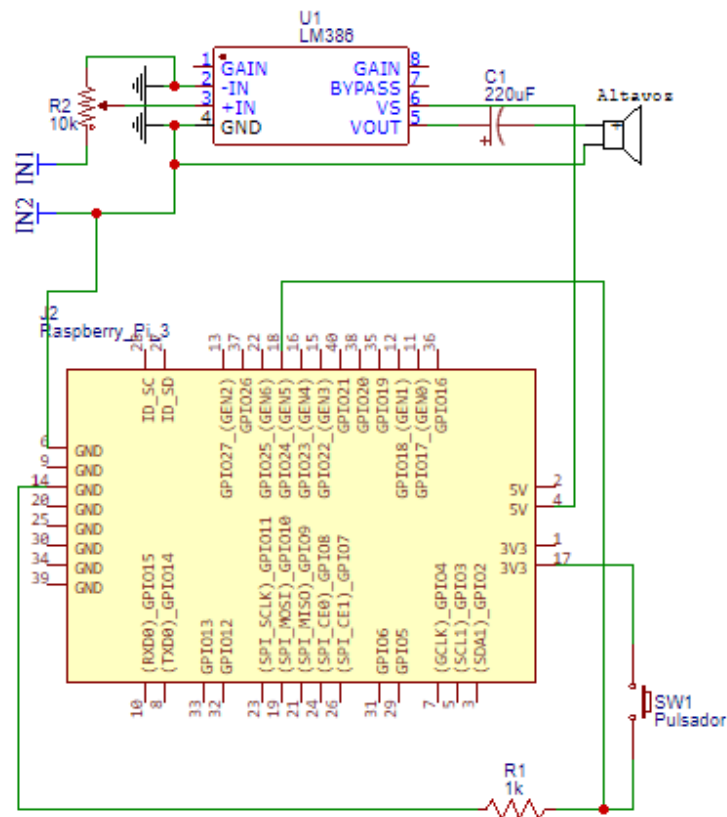 U1
LM386
1
GAIN
2
-IN
3
+IN
4
GND
GAIN
8
BYPASS
7
VS
6
VOUT
5
C1
220uF
+
Altavoz
+
R2
10k
IN1
IN2
J2
Raspberry_Pi_3
ID_SC
ID_SD
13
GPIO27_(GEN2)
37
GPIO26
22
GPIO25_(GEN6)
18
GPIO24_(GEN5)
16
GPIO23_(GEN4)
15
GPIO22_(GEN3)
40
GPIO21
38
GPIO20
35
GPIO19
12
GPIO18_(GEN1)
11
GPIO17_(GEN0)
36
GPIO16
6
GND
9
GND
14
GND
20
GND
25
GND
30
GND
34
GND
39
GND
5V
2
5V
4
3V3
1
3V3
17
(RXD0)_GPIO15
10
(TXD0)_GPIO14
8
GPIO13
33
GPIO12
32
(SPI_SCLK)_GPIO11
23
(SPI_MOSI)_GPIO10
19
(SPI_MISO)_GPIO9
21
(SPI_CE0)_GPIO8
24
(SPI_CE1)_GPIO7
26
GPIO6
31
GPIO5
29
(GCLK)_GPIO4
7
(SCL1)_GPIO3
5
(SDA1)_GPIO2
3
SW1
Pulsador
R1
1k